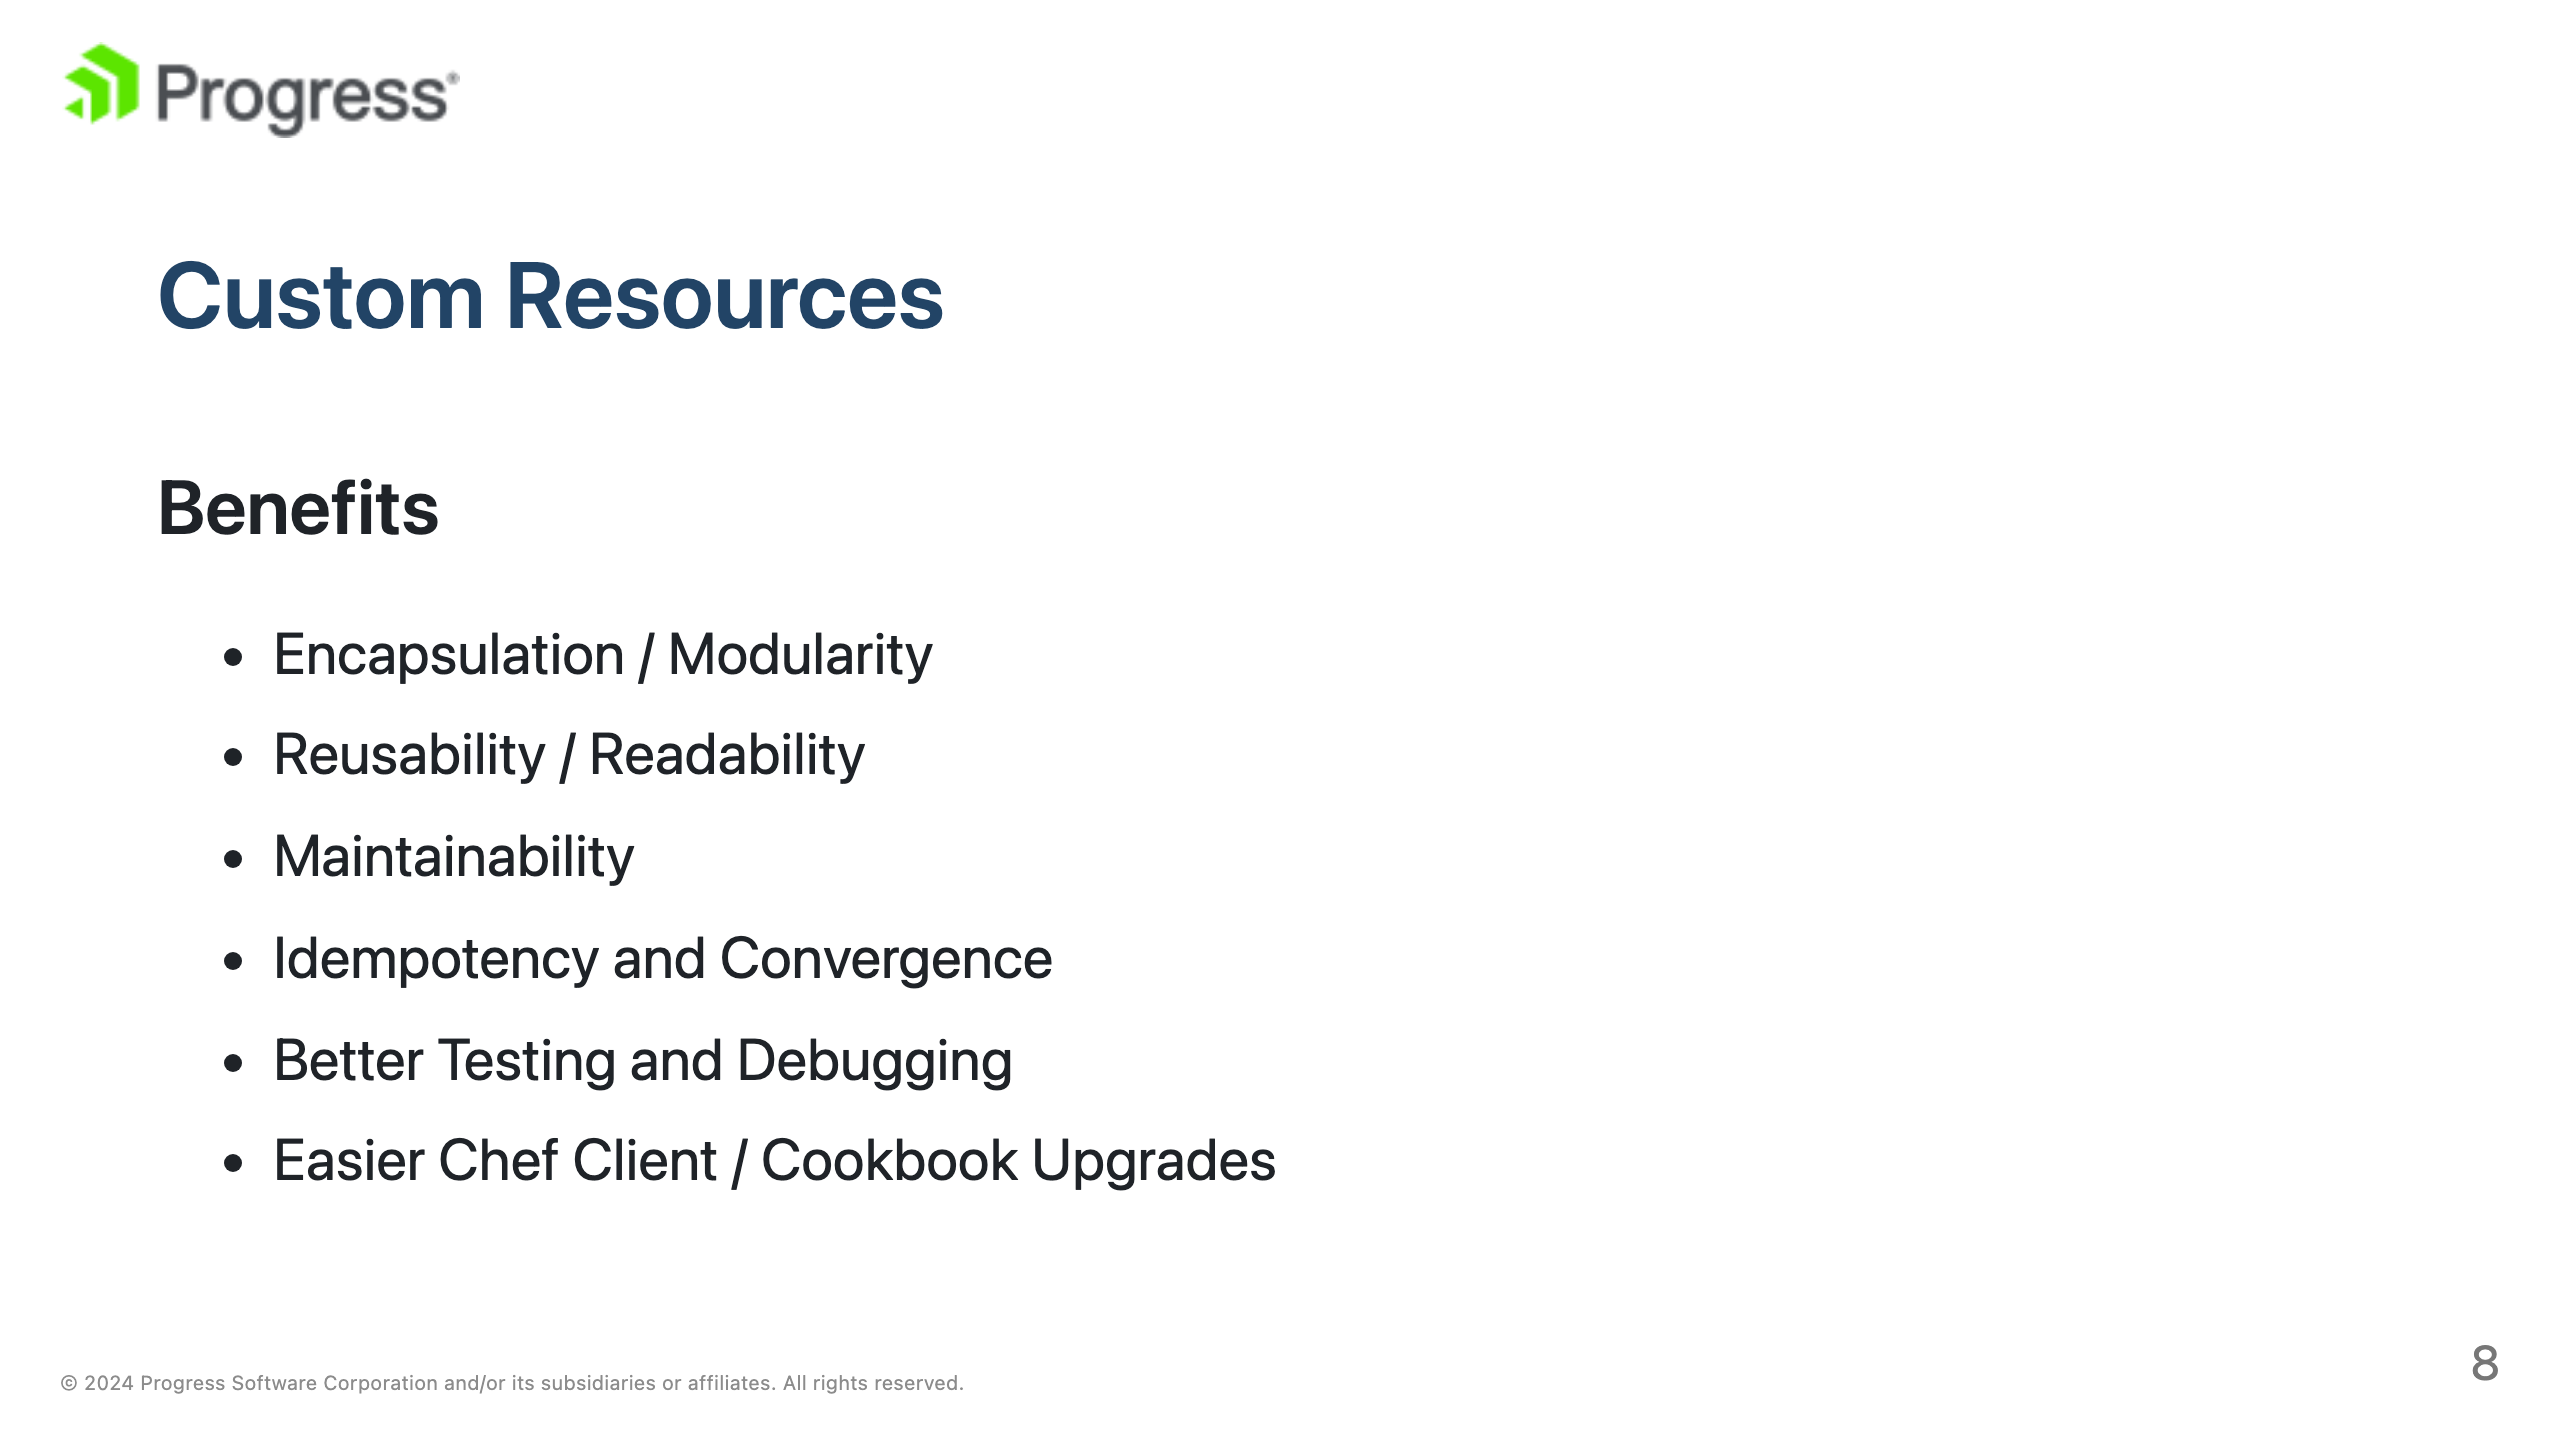 Progress®
Custom Resources
Benefits
• Encapsulation / Modularity
• Reusability / Readability
• Maintainability
• Idempotency and Convergence
• Better Testing and Debugging
• Easier Chef Client / Cookbook Upgrades
© 2024 Progress Software Corporation and/or its subsidiaries or affiliates. All rights reserved.
8